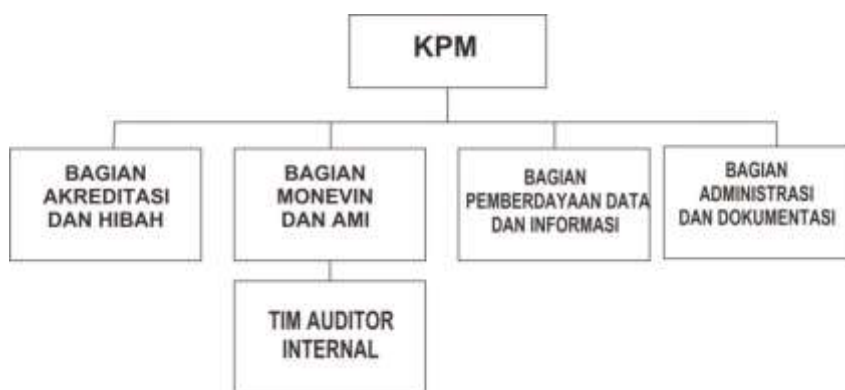 KPM
BAGIAN
AKREDITASI
DAN HIBAH
BAGIAN
MONEVIN
DAN AMI
BAGIAN
PEMBERDAYAAN DATA
DAN INFORMASI
BAGIAN
ADMINISTRASI
DAN DOKUMENTASI
TIM AUDITOR
INTERNAL